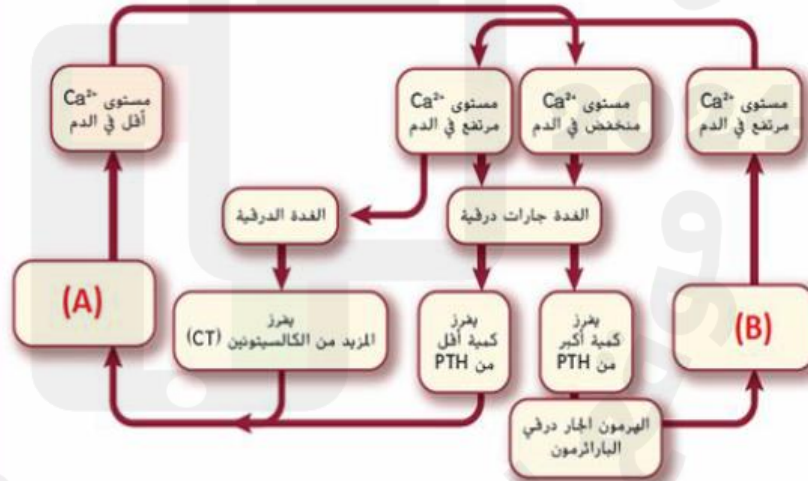 مستوى Ca²⁺
أقل في الدم
مستوى Ca²⁺
مرتفع في الدم
مستوى Ca²⁺
منخفض في الدم
مستوى Ca²⁺
مرتفع في الدم
الغدة الدرقية
الغدة جارات درقية
(A)
يفرز
المزيد من الكالسيتونين (CT)
يفرز
كمية أقل
من PTH
يفرز
كمية أكبر
من PTH
(B)
الهرمون الجار درقي
الباراثرمون